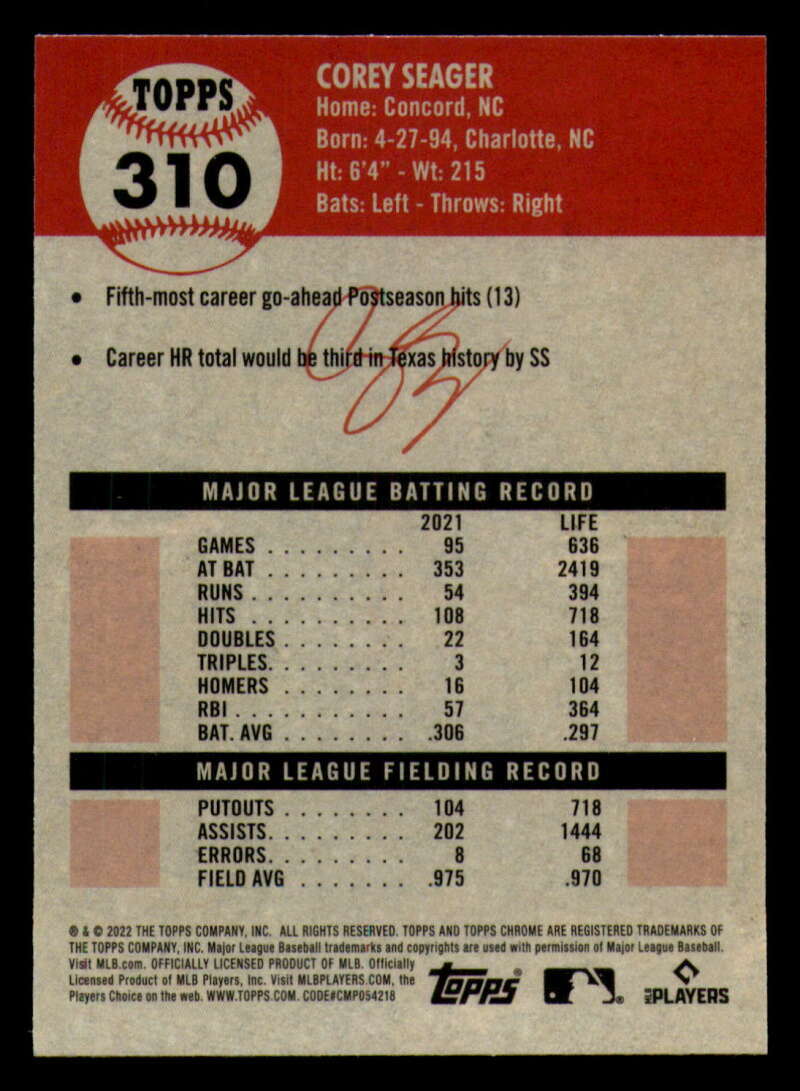 TOPPS
310
COREY SEAGER
Home: Concord, NC
Born: 4-27-94, Charlotte, NC
Ht: 6'4" - Wt: 215
Bats: Left - Throws: Right
• Fifth-most career go-ahead Postseason hits (13)
• Career HR total would be third in Texas history by SS
MAJOR LEAGUE BATTING RECORD
2021 LIFE
GAMES . . . . . . . . . 95 636
AT BAT . . . . . . . . . 353 2419
RUNS . . . . . . . . . . 54 394
HITS . . . . . . . . . . 108 718
DOUBLES . . . . . . . . 22 164
TRIPLES. . . . . . . . . 3 12
HOMERS . . . . . . . . 16 104
RBI . . . . . . . . . . . 57 364
BAT. AVG . . . . . . . . .306 .297
MAJOR LEAGUE FIELDING RECORD
PUTOUTS . . . . . . . . 104 718
ASSISTS. . . . . . . . . 202 1444
ERRORS. . . . . . . . . 8 68
FIELD AVG . . . . . . . .975 .970
® & © 2022 THE TOPPS COMPANY, INC. ALL RIGHTS RESERVED. TOPPS AND TOPPS CHROME ARE REGISTERED TRADEMARKS OF
THE TOPPS COMPANY, INC. Major League Baseball trademarks and copyrights are used with permission of Major League Baseball.
Visit MLB.com. OFFICIALLY LICENSED PRODUCT OF MLB. Officially
Licensed Product of MLB Players, Inc. Visit MLBPLAYERS.COM, the
Players Choice on the web. WWW.TOPPS.COM. CODE#CMP054218
Topps ® ® MLB PLAYERS